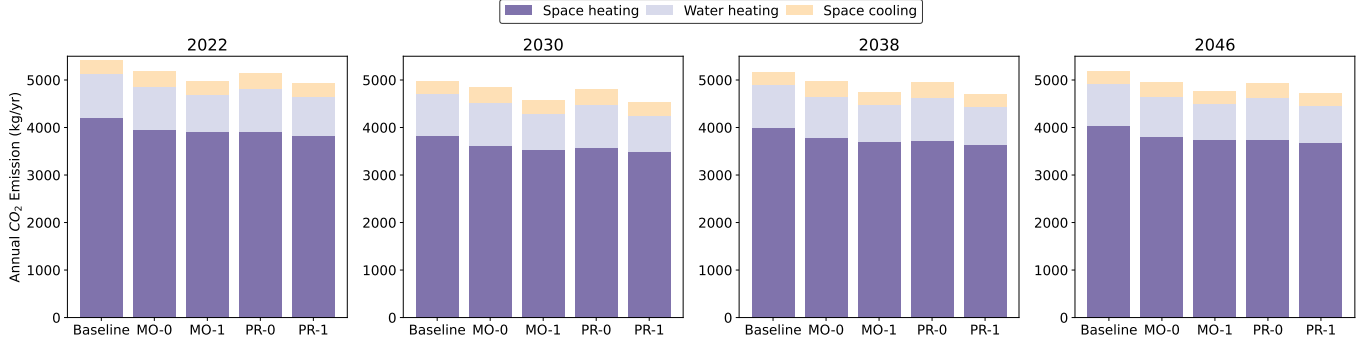 Space heating Water heating Space cooling
2022 2030 2038 2046
Annual CO2 Emission (kg/yr)
5000 5000 5000 5000
4000 4000 4000 4000
3000 3000 3000 3000
2000 2000 2000 2000
1000 1000 1000 1000
0 0 0 0
Baseline MO-0 MO-1 PR-0 PR-1 Baseline MO-0 MO-1 PR-0 PR-1 Baseline MO-0 MO-1 PR-0 PR-1 Baseline MO-0 MO-1 PR-0 PR-1